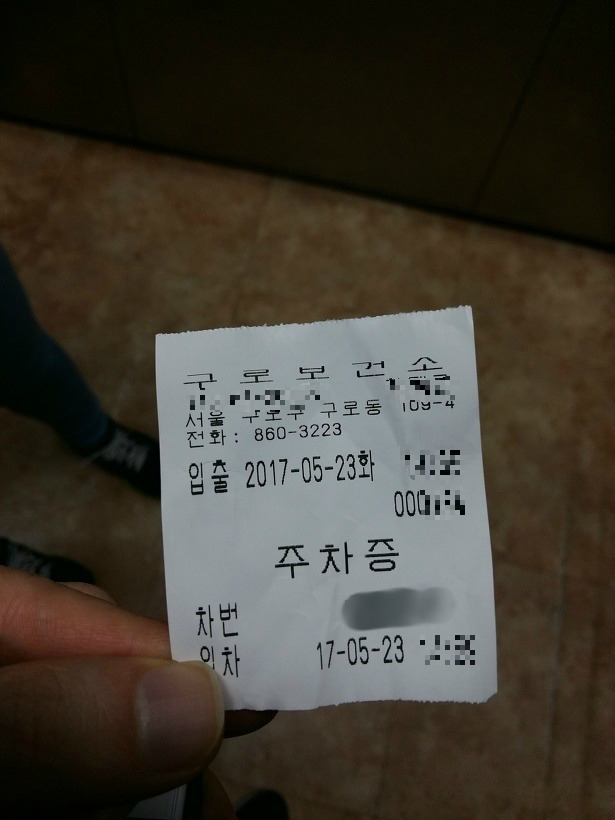 구로보건소
서울 구로구 구로동 109-4
전화: 860-3223
입출 2017-05-23화
주차증
차번
입차 17-05-23